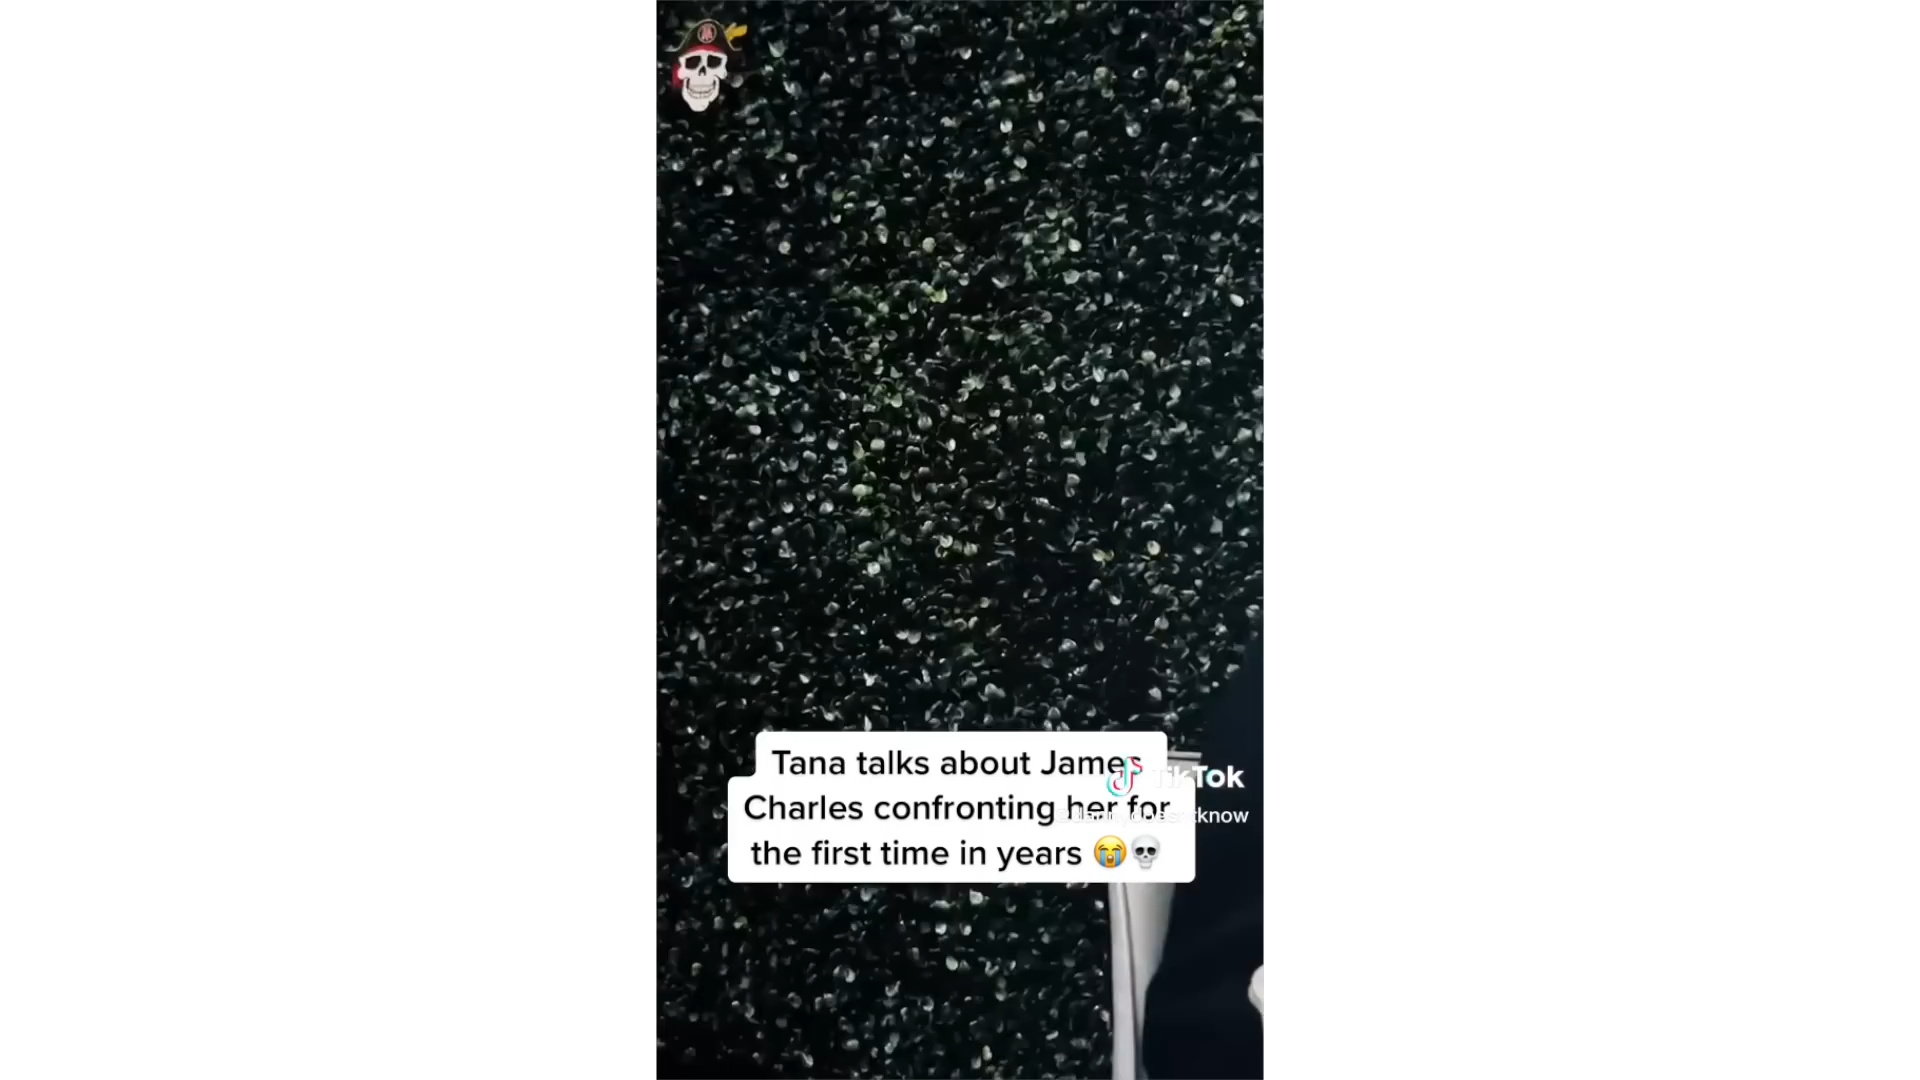 Tana talks about James
Charles confronting her for
the first time in years 😭💀
TikTok